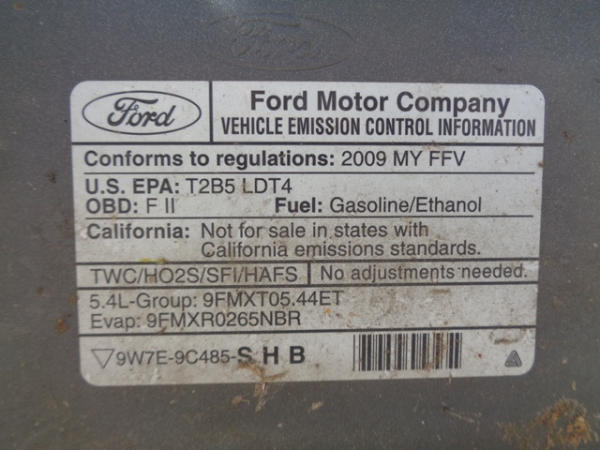 Ford
Ford
Ford Motor Company
VEHICLE EMISSION CONTROL INFORMATION
Conforms to regulations: 2009 MY FFV
U.S. EPA: T2B5 LDT4
OBD: F II Fuel: Gasoline/Ethanol
California: Not for sale in states with
California emissions standards.
TWC/HO2S/SFI/HAFS No adjustments needed.
5.4L-Group: 9FMXT05.44ET
Evap: 9FMXR0265NBR
▽9W7E-9C485-S H B